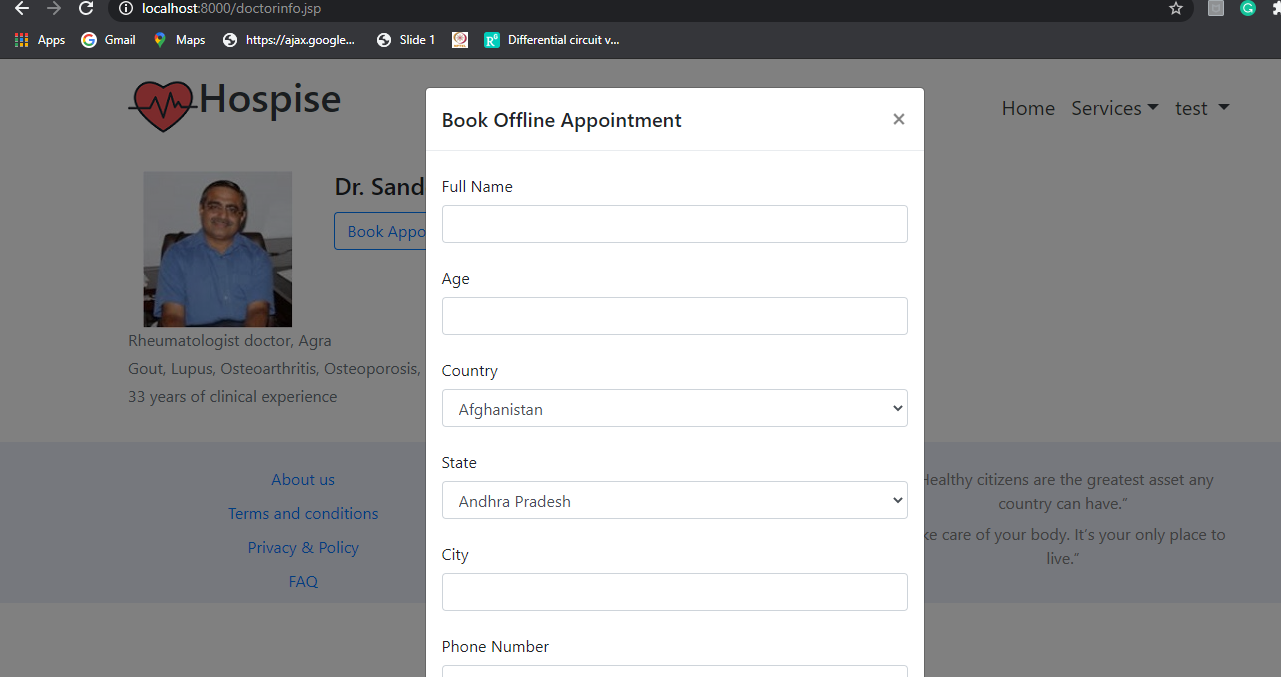 localhost:8000/doctorinfo.jsp
Apps Gmail Maps https://ajax.google... Slide 1 Differential circuit v...
Hospise
Home Services test
Book Offline Appointment ×
Dr. Sand
Book Appo
Rheumatologist doctor, Agra
Gout, Lupus, Osteoarthritis, Osteoporosis,
33 years of clinical experience
Full Name
Age
Country
Afghanistan
State
Andhra Pradesh
City
Phone Number
About us
Terms and conditions
Privacy & Policy
FAQ
Healthy citizens are the greatest asset any
country can have.“
ke care of your body. It’s your only place to
live.”